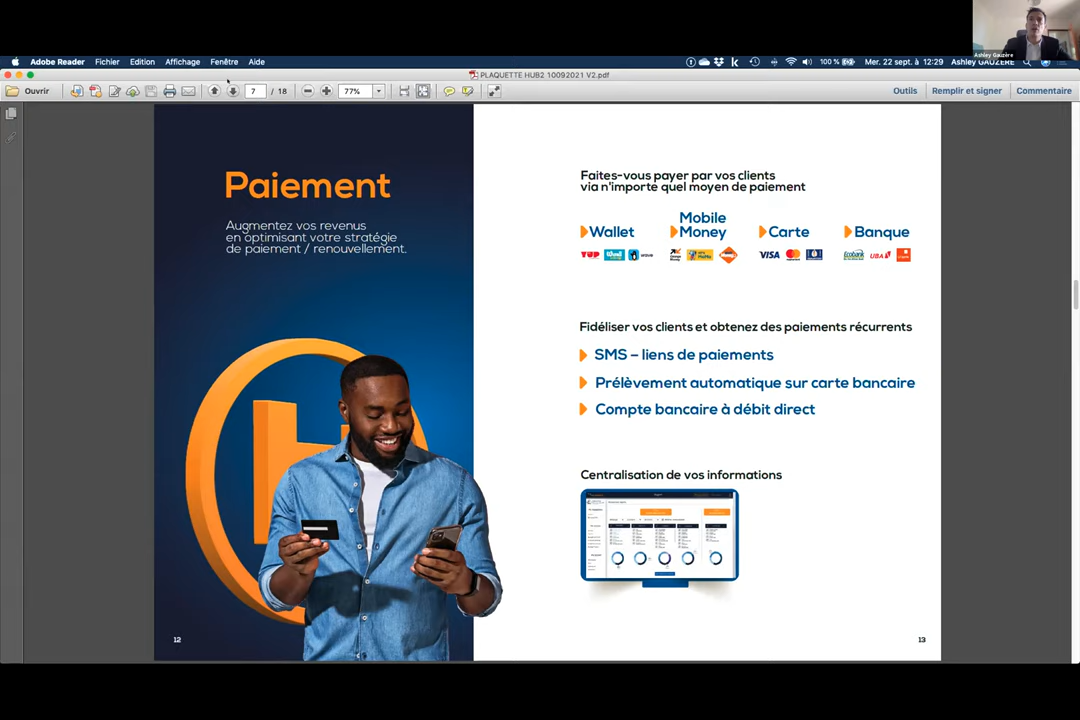 Ashley Gauzère
Adobe Reader Fichier Edition Affichage Fenêtre Aide
100 % Mer. 22 sept. à 12:29 Ashley GAUZERE
PLAQUETTE HUB2 10092021 V2.pdf
Ouvrir 7 / 18 77% Outils Remplir et signer Commentaire
Paiement
Augmentez vos revenus
en optimisant votre stratégie
de paiement / renouvellement.
12
Faites-vous payer par vos clients
via n'importe quel moyen de paiement
Wallet
Mobile
Money
Carte
Banque
YUP
wave
MoMo
VISA
Ecobank
UBA
Fidéliser vos clients et obtenez des paiements récurrents
SMS – liens de paiements
Prélèvement automatique sur carte bancaire
Compte bancaire à débit direct
Centralisation de vos informations
13